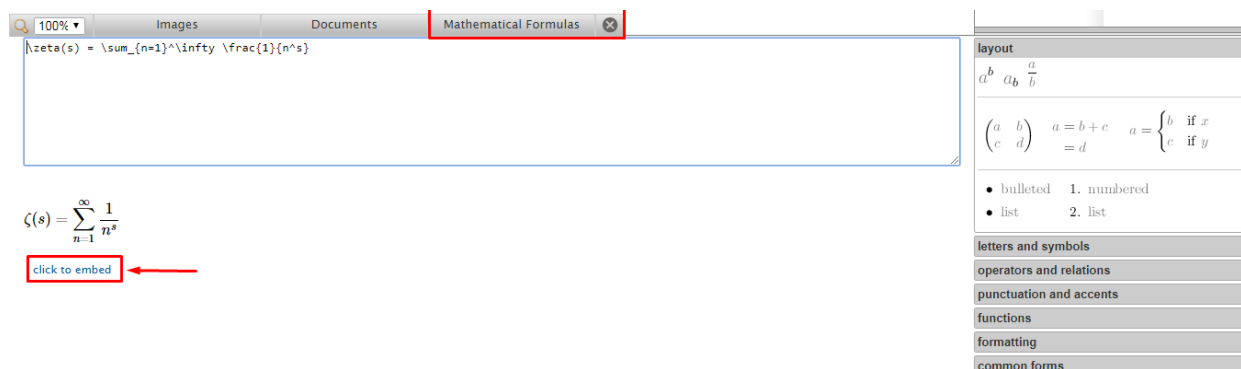 100% ▾ Images Documents Mathematical Formulas
\zeta(s) = \sum_{n=1}^\infty \frac{1}{n^s}
ζ(s) = ∑_{n=1}^∞ 1/n^s
click to embed
layout
a^b a_b a/b
(a b c d) a = b + c = d a = { b if x c if y
• bulleted 1. numbered
• list 2. list
letters and symbols
operators and relations
punctuation and accents
functions
formatting
common forms